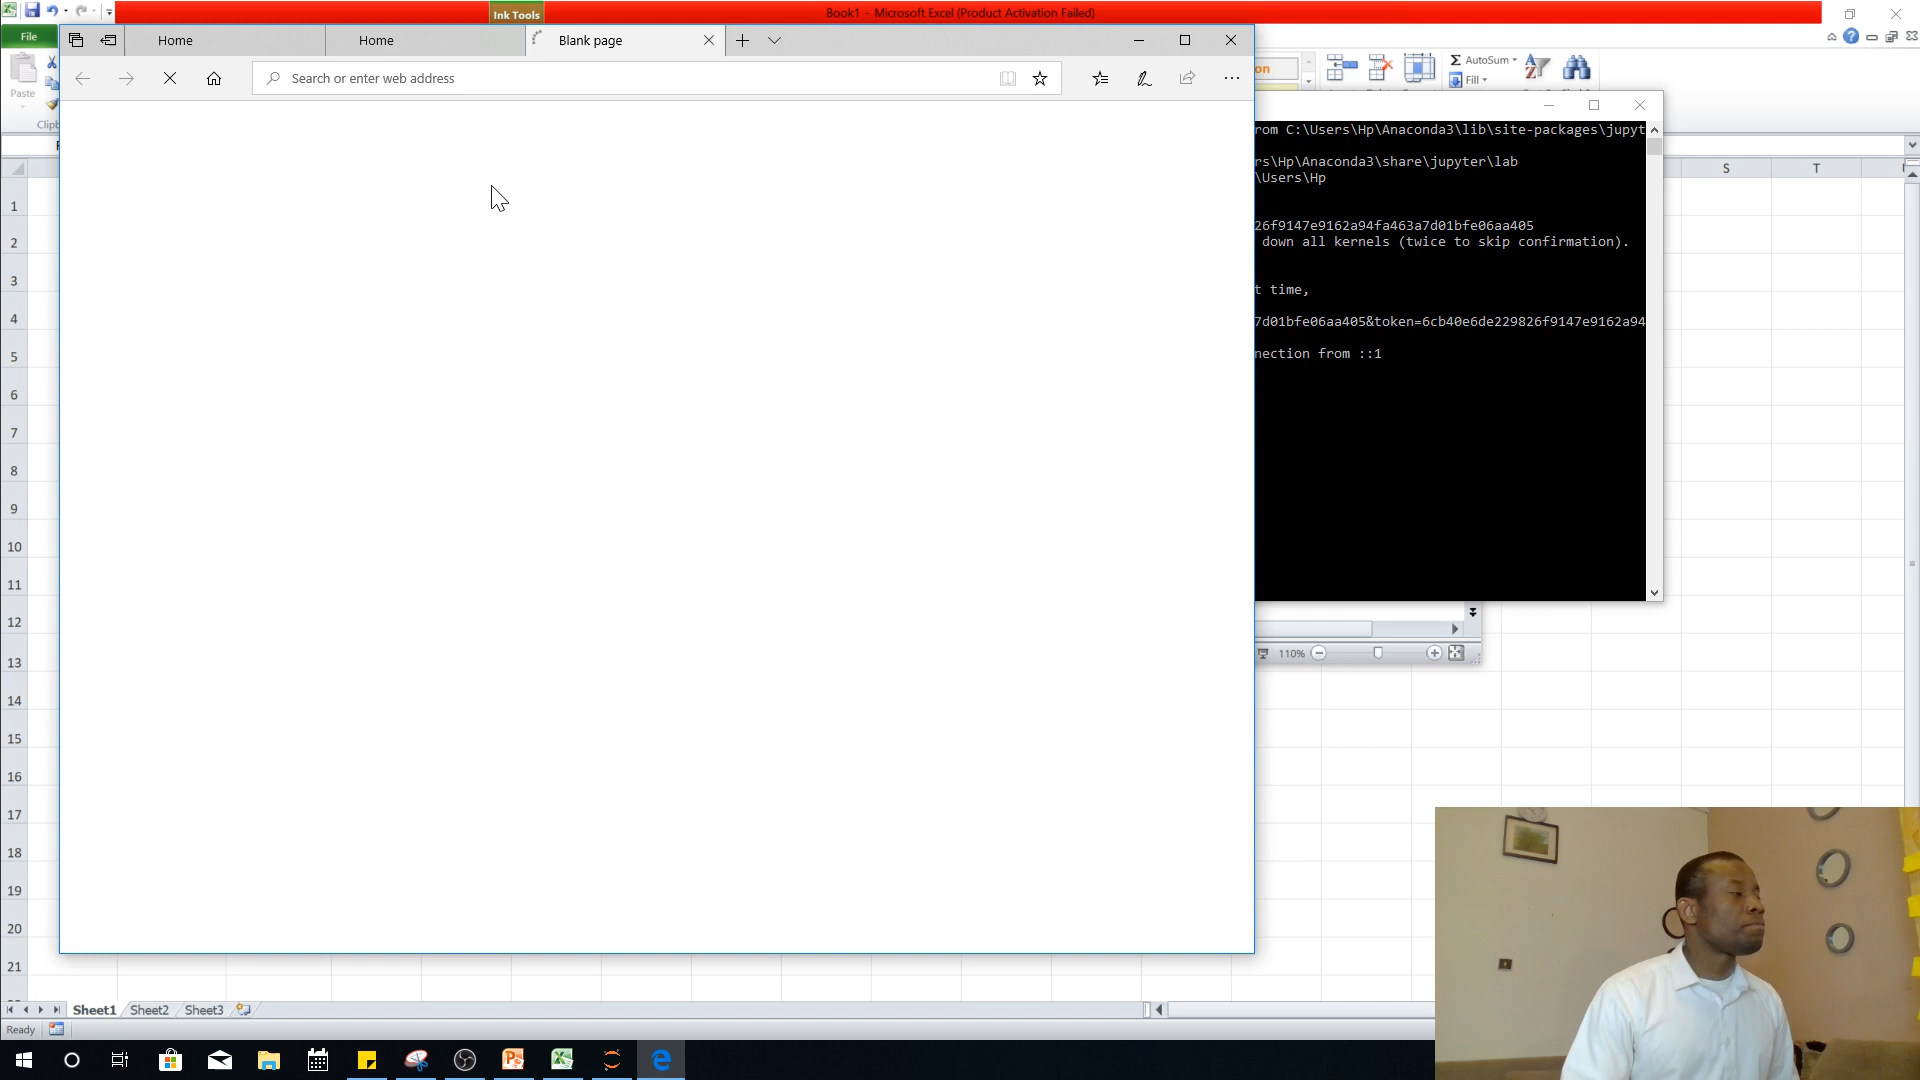 Ink Tools
Book1 - Microsoft Excel (Product Activation Failed)
File
Home
Home
Blank page
Search or enter web address
Paste
on
Σ AutoSum
Fill
rom C:\Users\Hp\Anaconda3\lib\site-packages\jupyt
rs\Hp\Anaconda3\share\jupyter\lab
\Users\Hp
26f9147e9162a94fa463a7d01bfe06aa405
down all kernels (twice to skip confirmation).
t time,
7d01bfe06aa405&token=6cb40e6de229826f9147e9162a94
nection from ::1
Clipb
S
T
1
2
3
4
5
6
7
8
9
10
11
12
13
14
15
16
17
18
19
20
21
110%
Sheet1
Sheet2
Sheet3
Ready